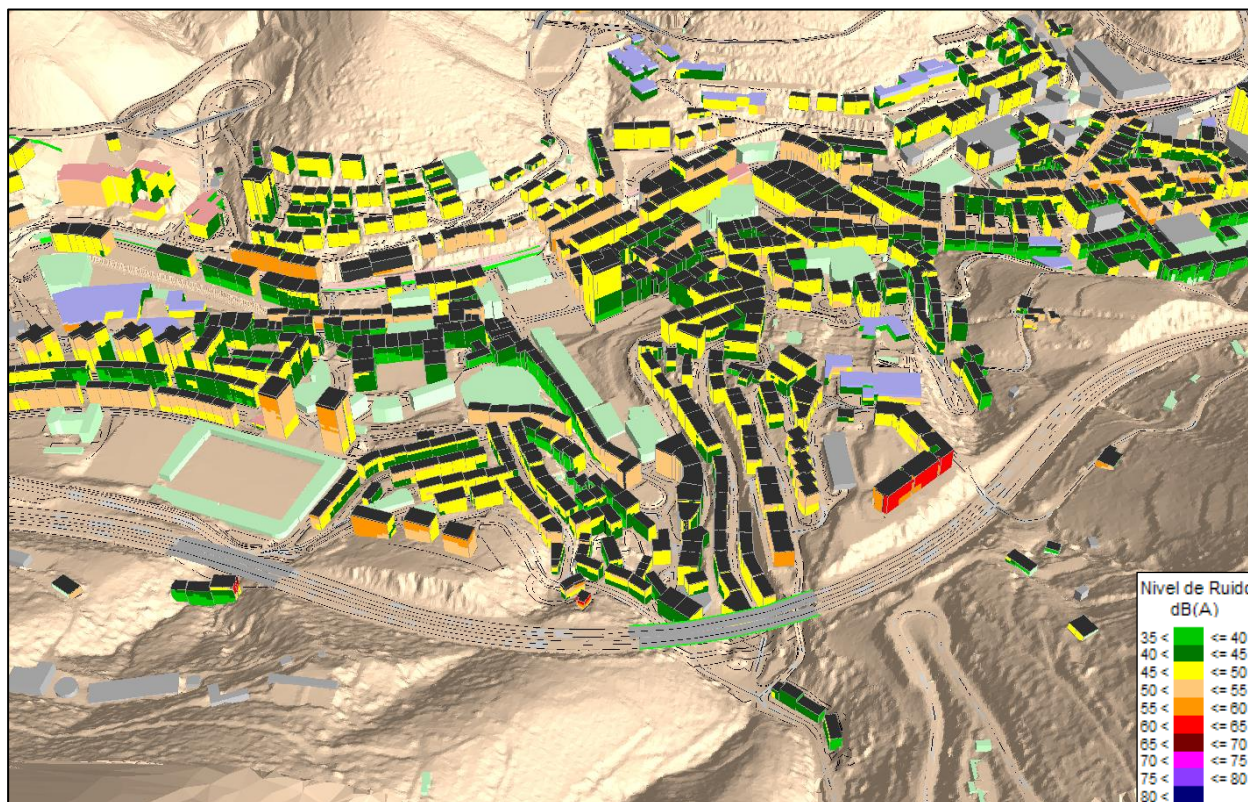 Nivel de Ruido
dB(A)
35 < <= 40
40 < <= 45
45 < <= 50
50 < <= 55
55 < <= 60
60 < <= 65
65 < <= 70
70 < <= 75
75 < <= 80
80 <